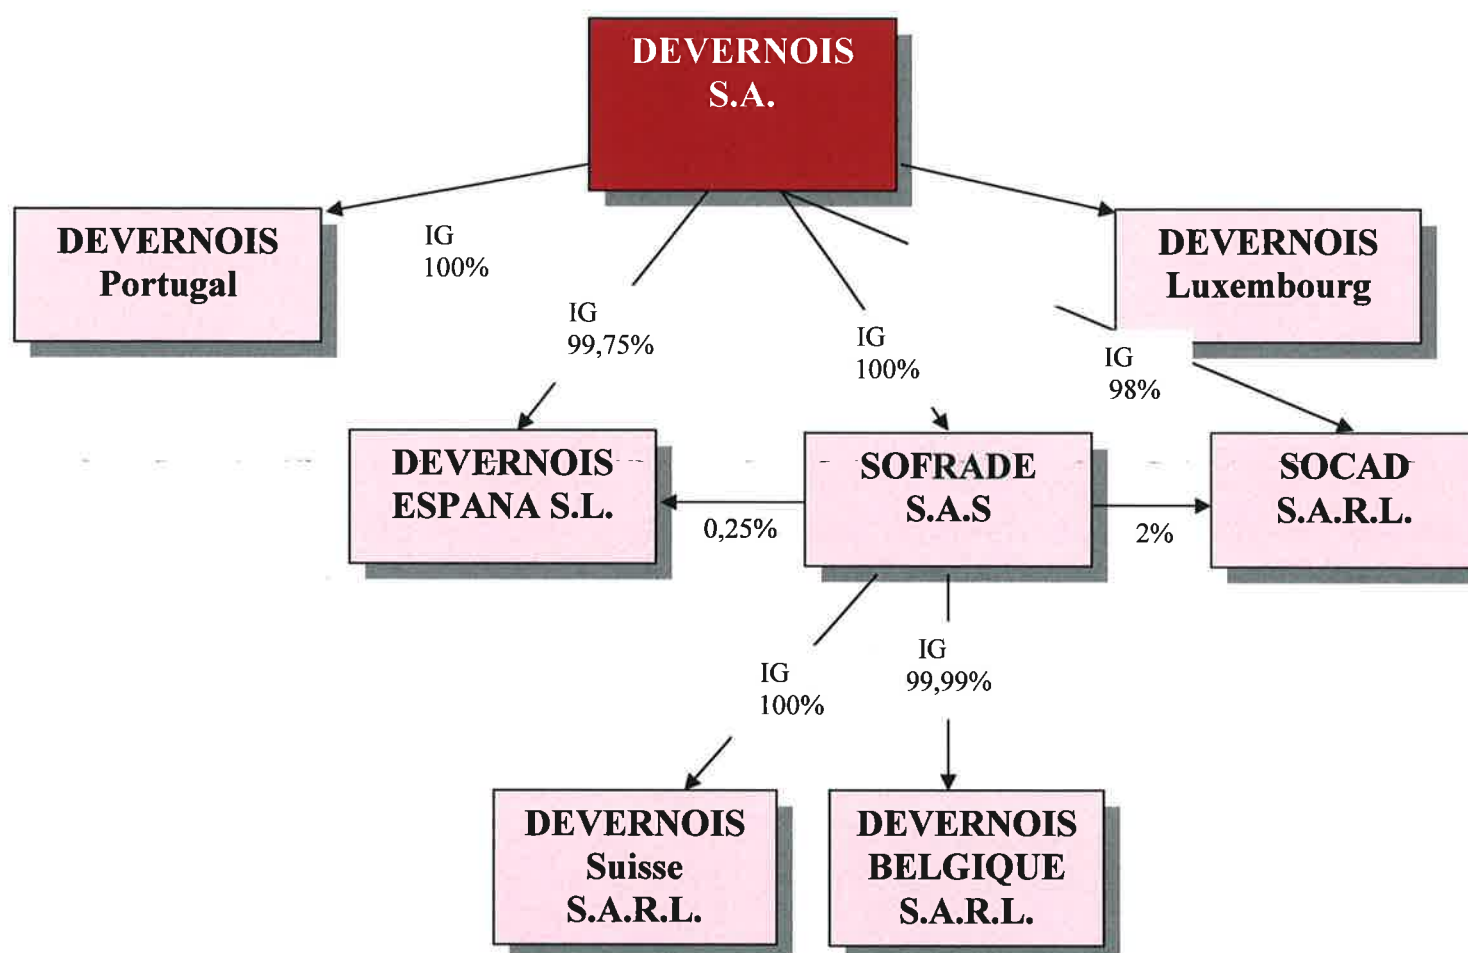 DEVERNOIS
S.A.
DEVERNOIS
Portugal
IG
100%
DEVERNOIS
Luxembourg
IG
99,75%
IG
100%
IG
98%
DEVERNOIS
ESPANA S.L.
0,25%
SOFRADE
S.A.S
2%
SOCAD
S.A.R.L.
IG
100%
IG
99,99%
DEVERNOIS
Suisse
S.A.R.L.
DEVERNOIS
BELGIQUE
S.A.R.L.